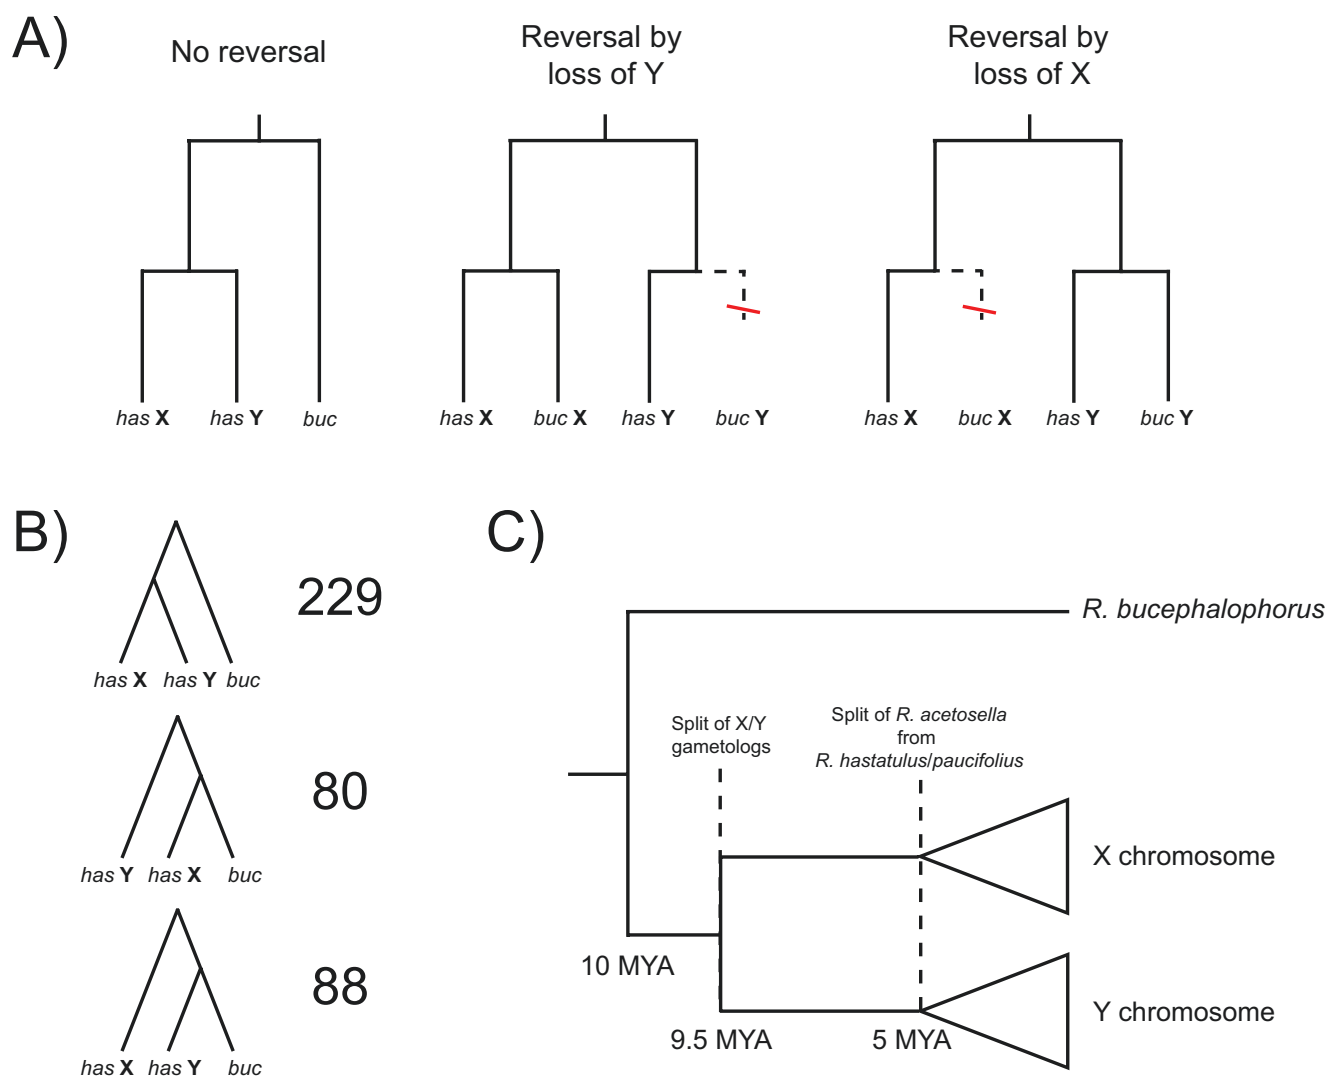 A)
No reversal
Reversal by
loss of Y
Reversal by
loss of X
has X has Y buc
has X buc X has Y buc Y
has X buc X has Y buc Y
B)
229
has X has Y buc
80
has Y has X buc
88
has X has Y buc
C)
R. bucephalophorus
Split of X/Y
gametologs
Split of R. acetosella
from
R. hastatulus/paucifolius
X chromosome
10 MYA
Y chromosome
9.5 MYA
5 MYA